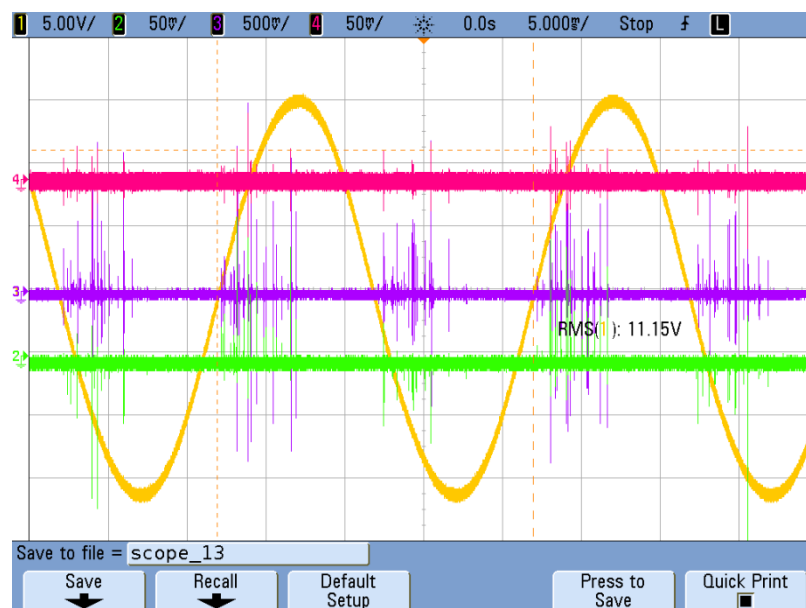 1 5.00V/ 2 50mV/ 3 500mV/ 4 50mV/ 0.0s 5.000ms/ Stop L
4
3
RMS(1): 11.15V
2
Save to file = scope_13
Save Recall Default Setup Press to Save Quick Print